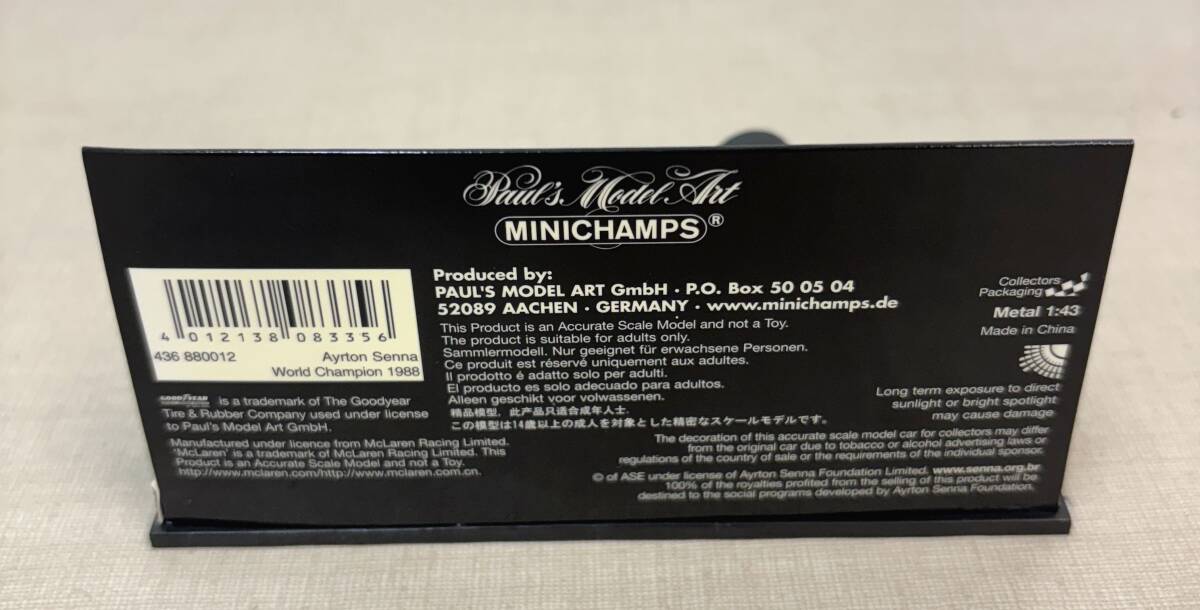 Paul's Model Art
MINICHAMPS®
4 012138 083356
436 880012 Ayrton Senna
World Champion 1988
GOODYEAR is a trademark of The Goodyear
Tire & Rubber Company used under license
to Paul's Model Art GmbH.
Manufactured under licence from McLaren Racing Limited.
'McLaren' is a trademark of McLaren Racing Limited. This
Product is an Accurate Scale Model and not a Toy.
http://www.mclaren.com/http://www.mclaren.com.cn.
Produced by:
PAUL'S MODEL ART GmbH · P.O. Box 50 05 04
52089 AACHEN · GERMANY · www.minichamps.de
This Product is an Accurate Scale Model and not a Toy.
The product is suitable for adults only.
Sammlermodell. Nur geeignet für erwachsene Personen.
Ce produit est réservé uniquement aux adultes.
Il prodotto é adatto solo per adulti.
El producto es solo adecuado para adultos.
Alleen geschikt voor volwassenen.
精品模型，此产品只适合成年人士.
この模型は14歳以上の成人を対象とした精密なスケールモデルです。
Collectors
Packaging
Metal 1:43
Made in China
Long term exposure to direct
sunlight or bright spotlight
may cause damage
The decoration of this accurate scale model car for collectors may differ
from the original car due to tobacco or alcohol advertising laws or
regulations of the country of sale or the requirements of the individual sponsor.
© of ASE under license of Ayrton Senna Foundation Limited. www.senna.org.br
100% of the royalties profited from the selling of this product will be
destined to the social programs developed by Ayrton Senna Foundation.